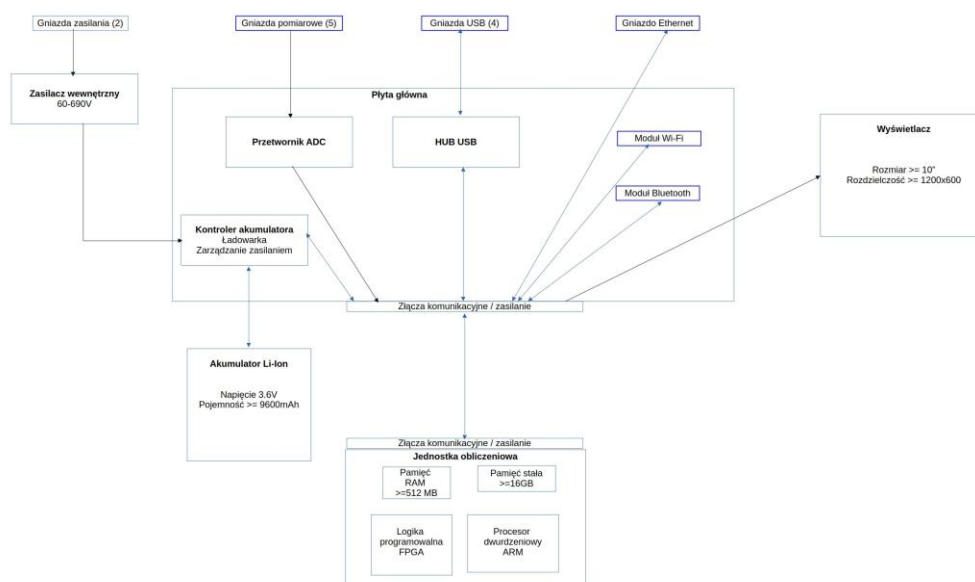 Gniazda zasilania (2)
Gniazda pomiarowe (5)
Gniazda USB (4)
Gniazdo Ethernet
Zasilacz wewnętrzny
60-690V
Płyta główna
Przetwornik ADC
HUB USB
Moduł Wi-Fi
Moduł Bluetooth
Wyświetlacz
Rozmiar >= 10"
Rozdzielczość >= 1200x600
Kontroler akumulatora
Ładowarka
Zarządzanie zasilaniem
Złącza komunikacyjne / zasilanie
Akumulator Li-Ion
Napięcie 3.6V
Pojemność >= 9600mAh
Złącza komunikacyjne / zasilanie
Jednostka obliczeniowa
Pamięć
RAM
>=512 MB
Pamięć stała
>=16GB
Logika
programowalna
FPGA
Procesor
dwurdzeniowy
ARM